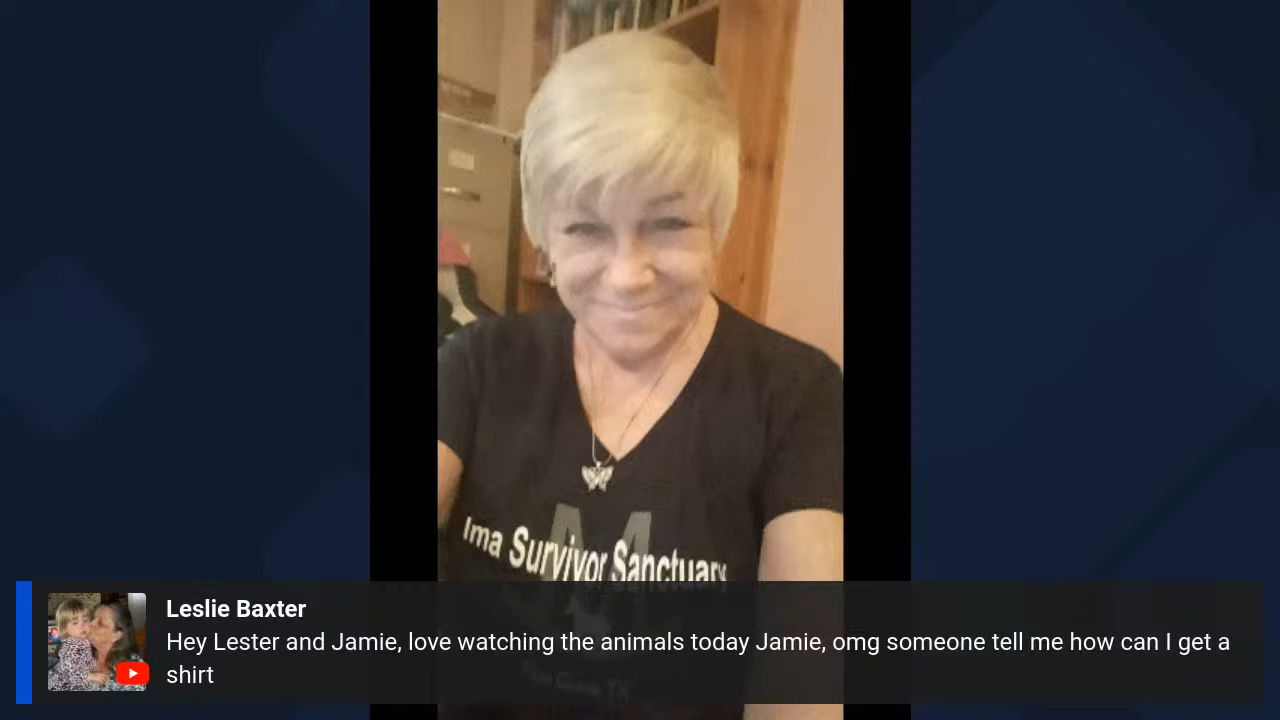 Ima Survivor Sanctuary
Leslie Baxter
Hey Lester and Jamie, love watching the animals today Jamie, omg someone tell me how can I get a
shirt